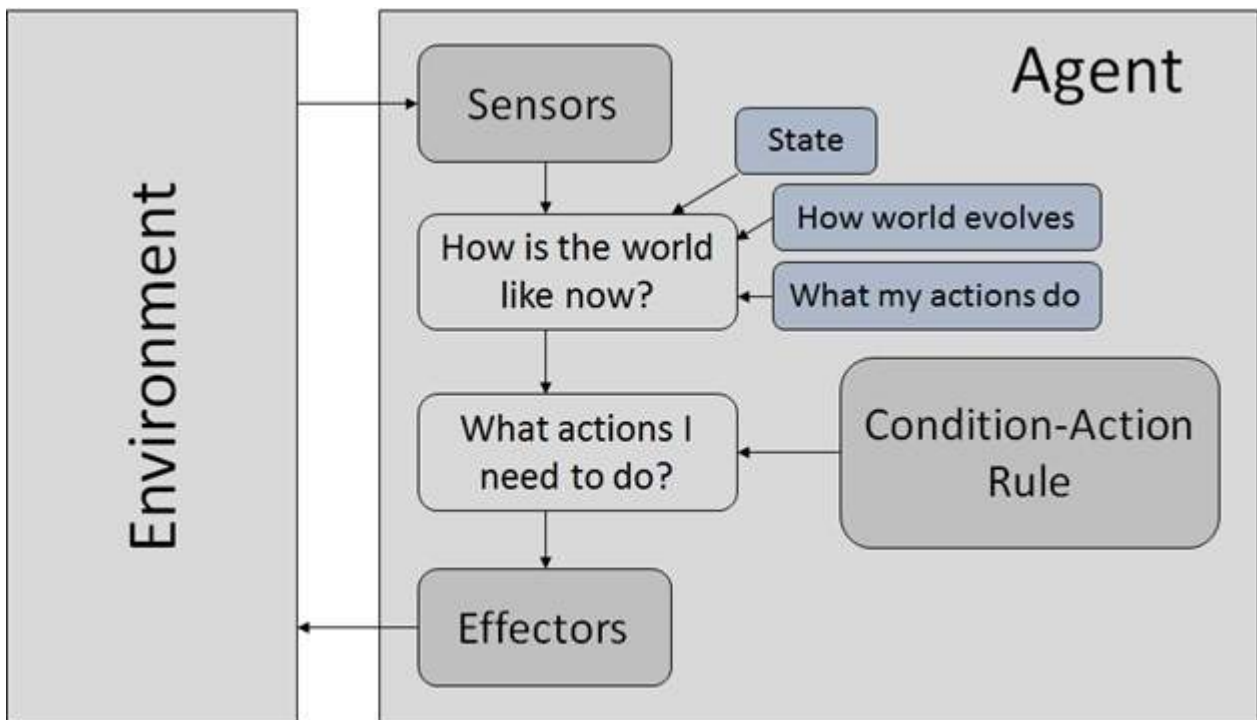 Environment
Agent
Sensors
State
How world evolves
How is the world
like now?
What my actions do
What actions I
need to do?
Condition-Action
Rule
Effectors